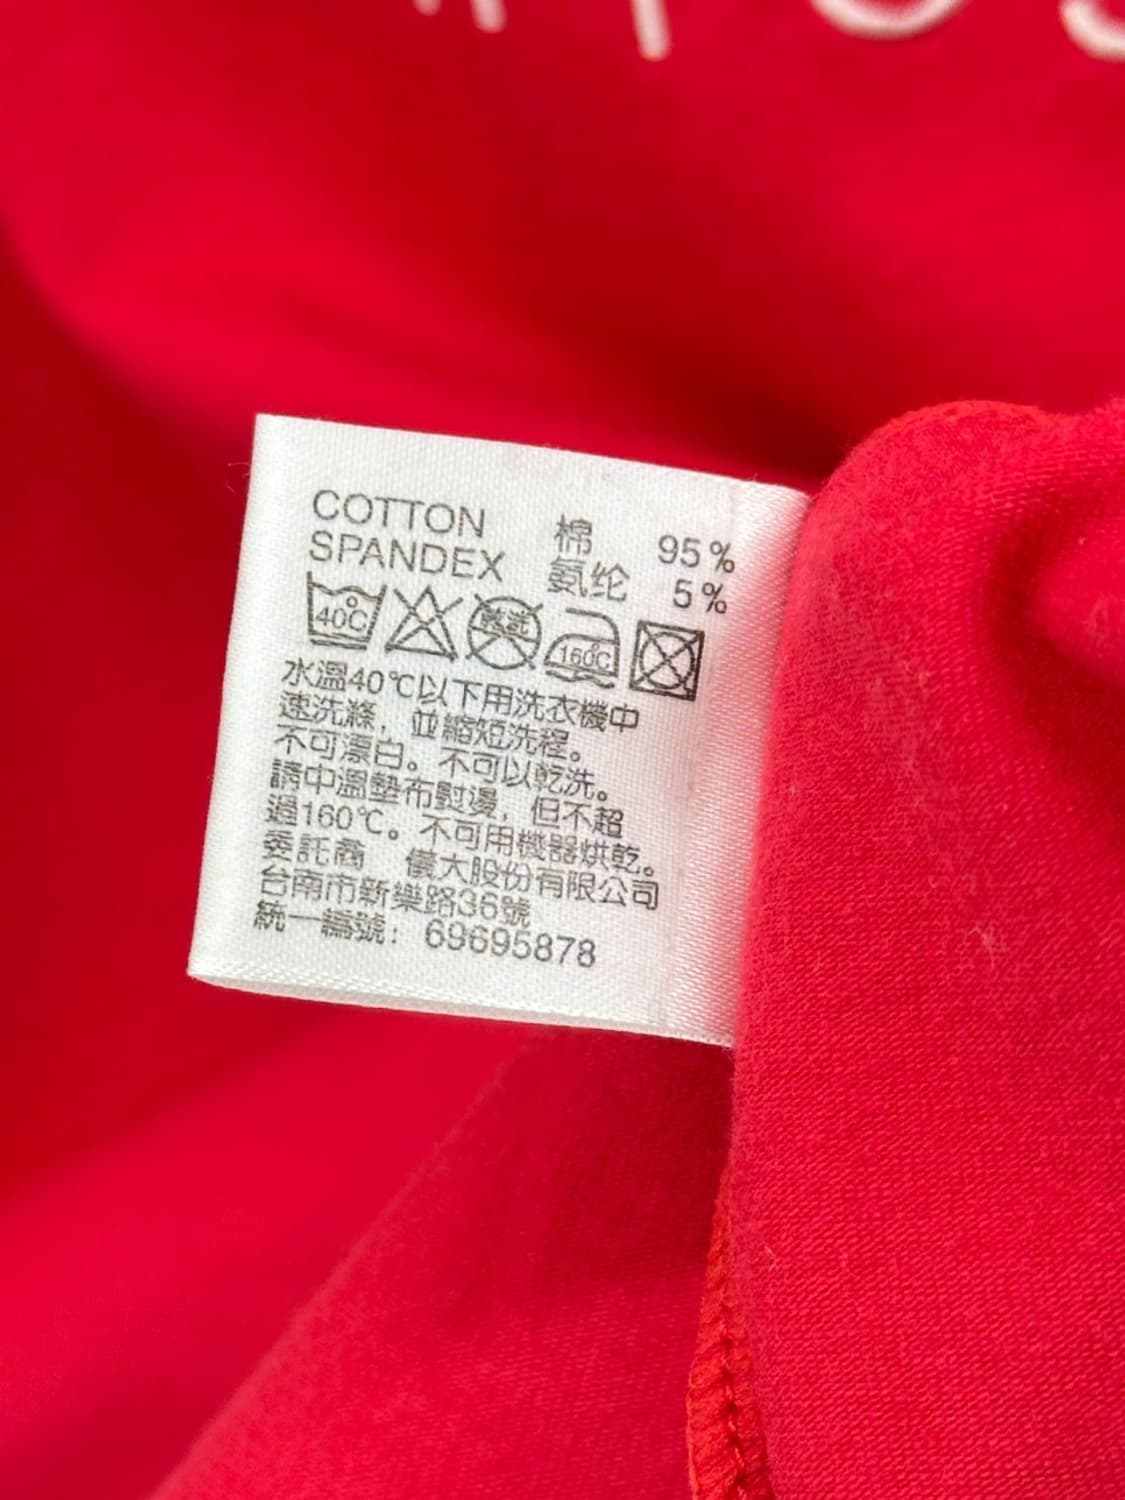 COTTON 棉 95%
SPANDEX 氨纶 5%
40℃ 乾洗 160℃
水溫40℃以下用洗衣機中
速洗滌，並縮短洗程。
不可漂白。不可以乾洗。
請中溫墊布熨燙，但不超
過160℃。不可用機器烘乾。
委託商 儀大股份有限公司
台南市新樂路36號
統一編號：69695878